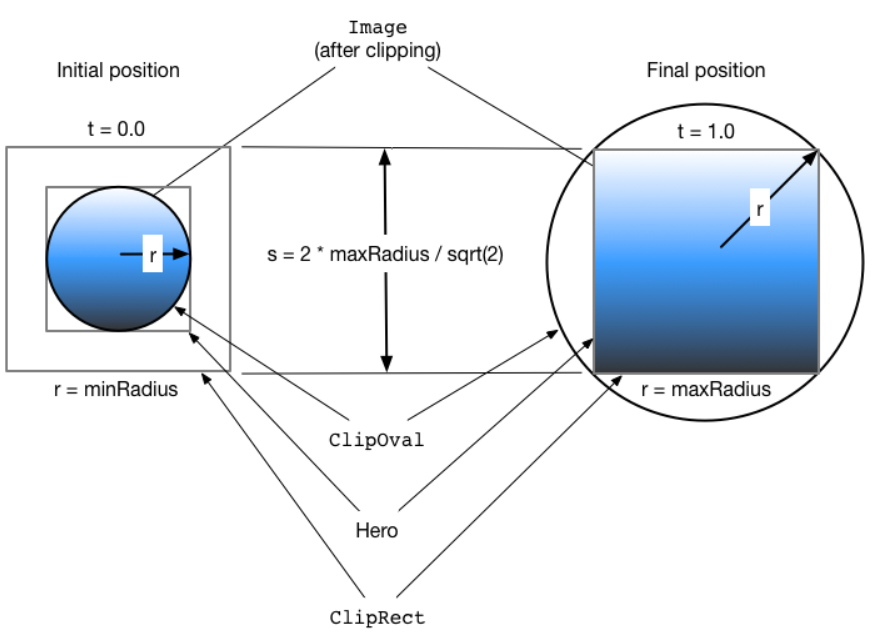 Image
(after clipping)
Initial position
Final position
t = 0.0
t = 1.0
r
r
s = 2 * maxRadius / sqrt(2)
r = minRadius
r = maxRadius
ClipOval
Hero
ClipRect